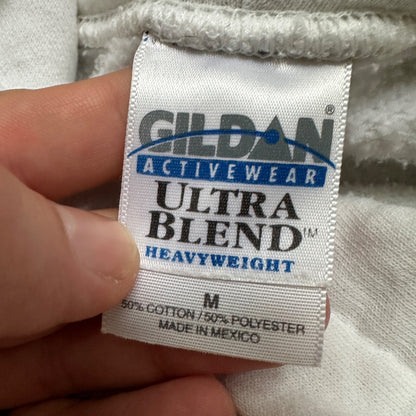 GILDAN®
ACTIVEWEAR
ULTRA
BLEND™
HEAVYWEIGHT
M
50% COTTON / 50% POLYESTER
MADE IN MEXICO